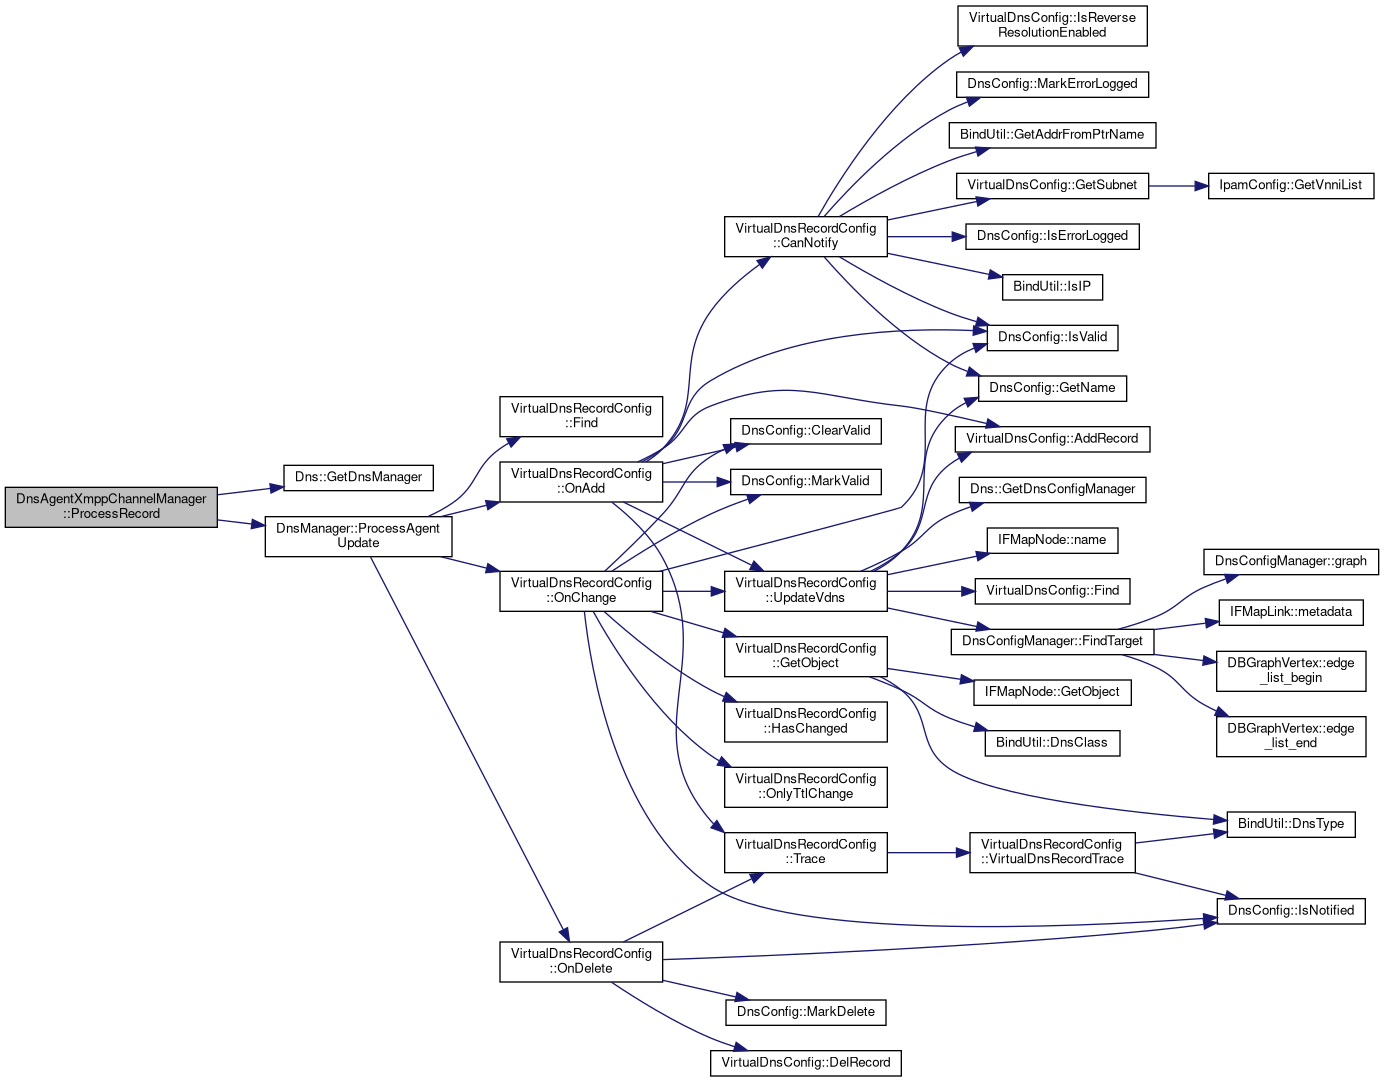 DnsAgentXmppChannelManager
::ProcessRecord
Dns::GetDnsManager
DnsManager::ProcessAgent
Update
VirtualDnsRecordConfig
::Find
VirtualDnsRecordConfig
::OnAdd
VirtualDnsRecordConfig
::OnChange
VirtualDnsRecordConfig
::OnDelete
VirtualDnsRecordConfig
::CanNotify
DnsConfig::ClearValid
DnsConfig::MarkValid
VirtualDnsRecordConfig
::UpdateVdns
VirtualDnsRecordConfig
::GetObject
VirtualDnsRecordConfig
::HasChanged
VirtualDnsRecordConfig
::OnlyTtlChange
VirtualDnsRecordConfig
::Trace
DnsConfig::MarkDelete
VirtualDnsConfig::DelRecord
VirtualDnsConfig::IsReverse
ResolutionEnabled
DnsConfig::MarkErrorLogged
BindUtil::GetAddrFromPtrName
VirtualDnsConfig::GetSubnet
DnsConfig::IsErrorLogged
BindUtil::IsIP
DnsConfig::IsValid
DnsConfig::GetName
VirtualDnsConfig::AddRecord
Dns::GetDnsConfigManager
IFMapNode::name
VirtualDnsConfig::Find
DnsConfigManager::FindTarget
IFMapNode::GetObject
BindUtil::DnsClass
VirtualDnsRecordConfig
::VirtualDnsRecordTrace
IpamConfig::GetVnniList
DnsConfigManager::graph
IFMapLink::metadata
DBGraphVertex::edge
_list_begin
DBGraphVertex::edge
_list_end
BindUtil::DnsType
DnsConfig::IsNotified